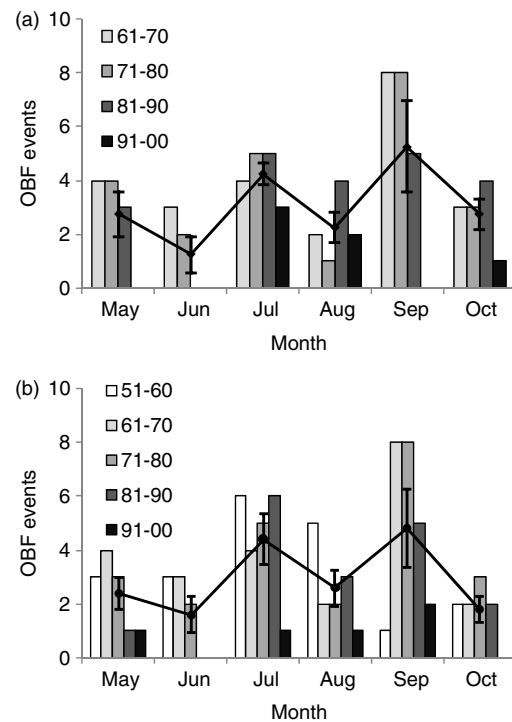 (a)
10
8
6
4
2
0
OBF events
61-70
71-80
81-90
91-00
May Jun Jul Aug Sep Oct
Month
(b)
10
8
6
4
2
0
OBF events
51-60
61-70
71-80
81-90
91-00
May Jun Jul Aug Sep Oct
Month